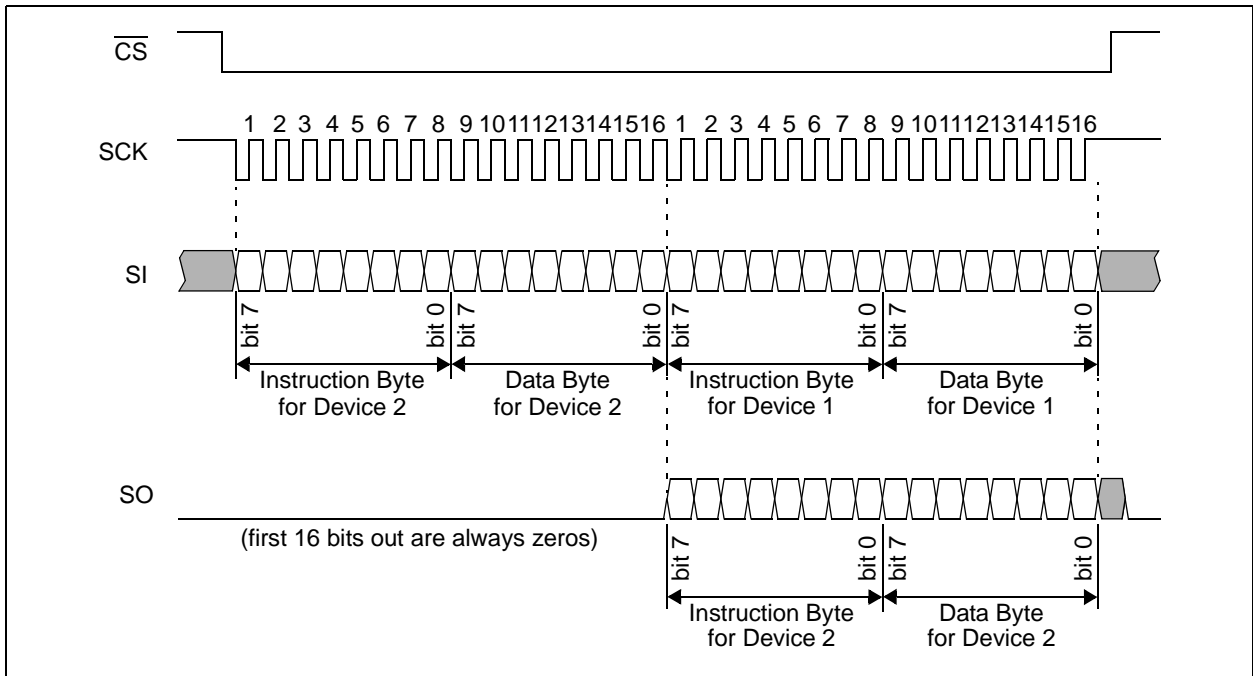 CS
1 2 3 4 5 6 7 8 9 10 11 12 13 14 15 16 1 2 3 4 5 6 7 8 9 10 11 12 13 14 15 16
SCK
SI
bit 7 bit 0 bit 7 bit 0 bit 7 bit 0 bit 7 bit 0
Instruction Byte Data Byte Instruction Byte Data Byte
for Device 2 for Device 2 for Device 1 for Device 1
SO
(first 16 bits out are always zeros)
bit 7 bit 0 bit 7 bit 0
Instruction Byte Data Byte
for Device 2 for Device 2